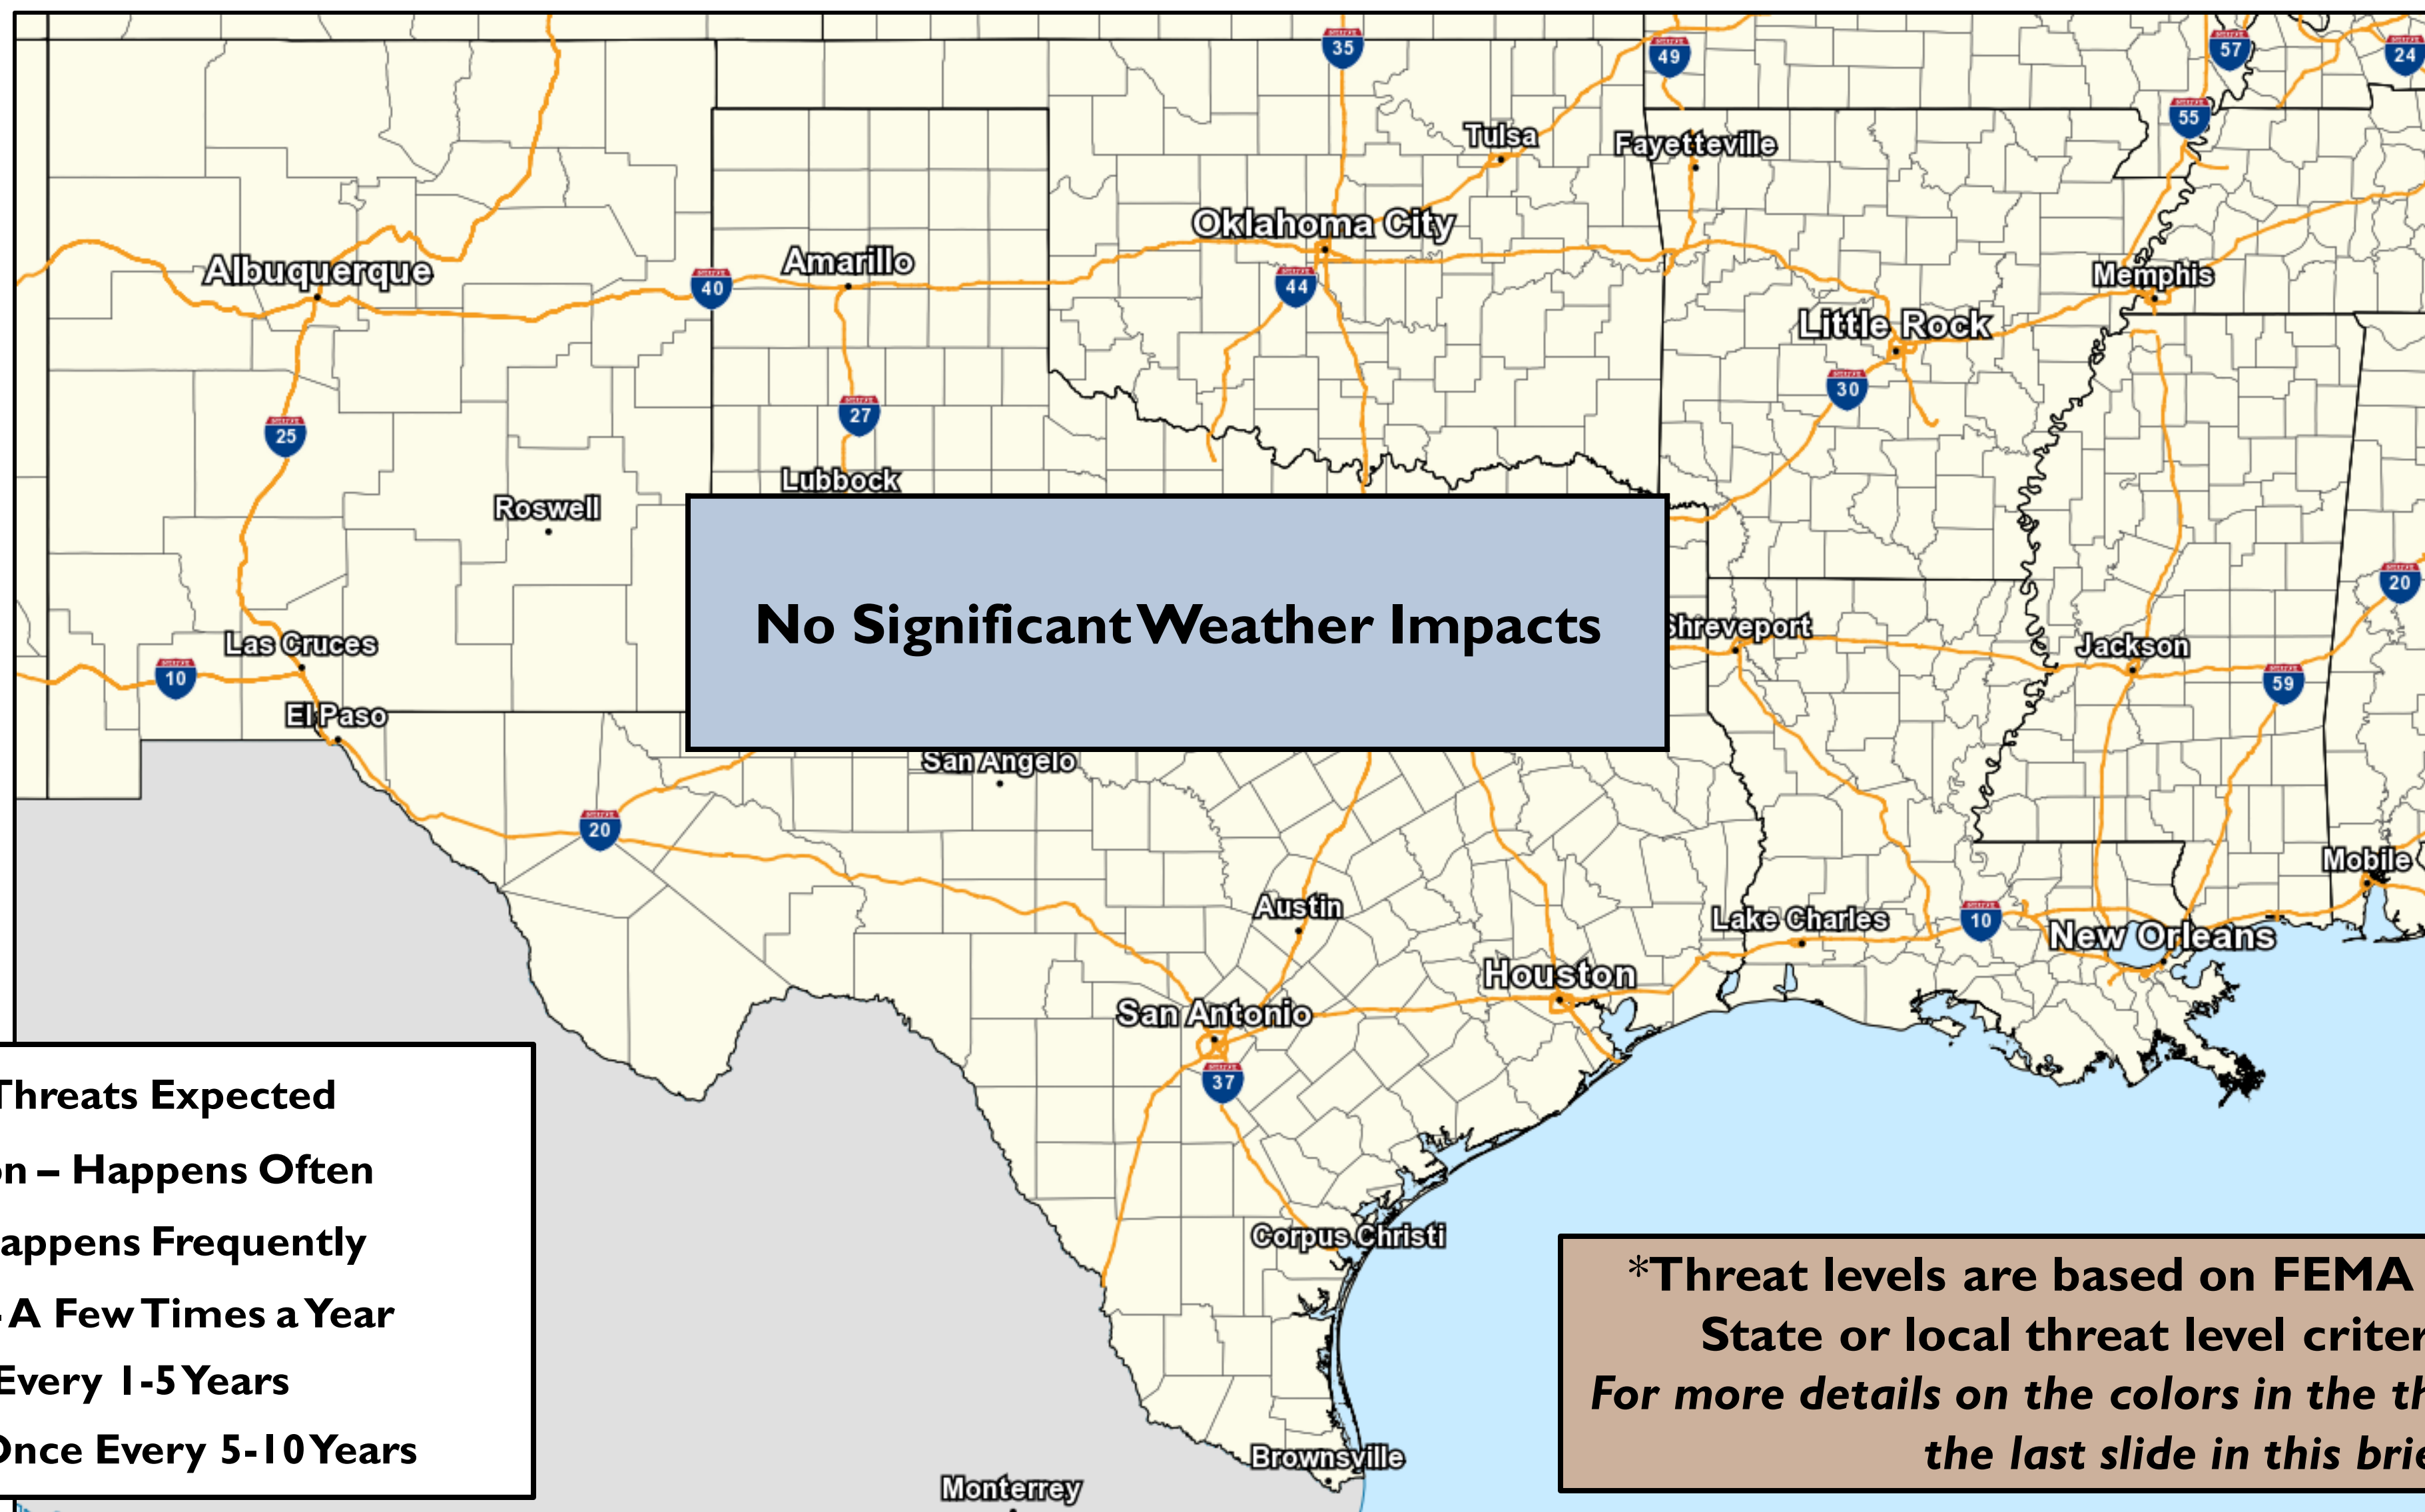 35
49
57
24
55
Tulsa
Fayetteville
Oklahoma City
Albuquerque
Amarillo
40
44
Memphis
Little Rock
30
27
25
Lubbock
Roswell
No Significant Weather Impacts
20
Shreveport
Las Cruces
Jackson
10
59
El Paso
San Angelo
20
Mobile
Austin
Lake Charles
10
New Orleans
Houston
San Antonio
37
Threats Expected
on – Happens Often
appens Frequently
- A Few Times a Year
Every 1-5 Years
Once Every 5-10 Years
Corpus Christi
*Threat levels are based on FEMA
State or local threat level criter
For more details on the colors in the th
the last slide in this brie
Brownsville
Monterrey